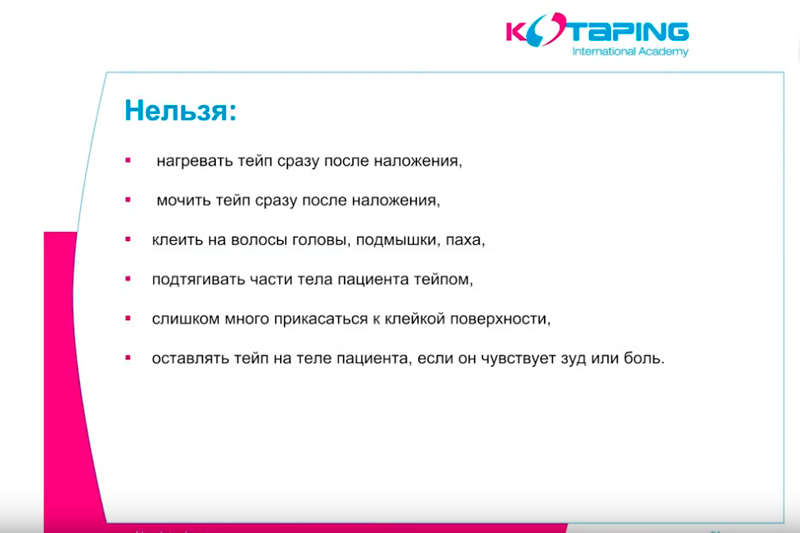 K TAPING
International Academy
Нельзя:
нагревать тейп сразу после наложения,
мочить тейп сразу после наложения,
клеить на волосы головы, подмышки, паха,
подтягивать части тела пациента тейпом,
слишком много прикасаться к клейкой поверхности,
оставлять тейп на теле пациента, если он чувствует зуд или боль.